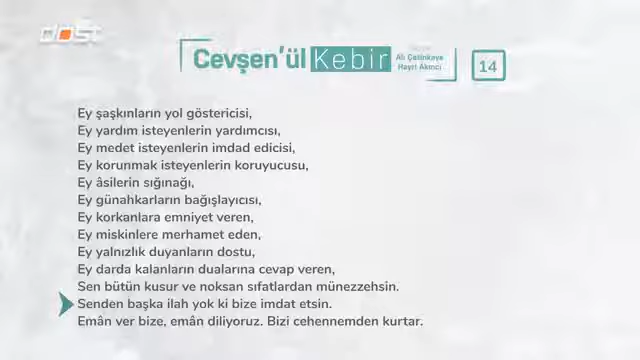 dost
Cevşen'ül Kebir
Ali Çetinkaya
Hayri Akıncı
14
Ey şaşkınların yol göstericisi,
Ey yardım isteyenlerin yardımcısı,
Ey medet isteyenlerin imdad edicisi,
Ey korunmak isteyenlerin koruyucusu,
Ey âsilerin sığınağı,
Ey günahkarların bağışlayıcısı,
Ey korkanlara emniyet veren,
Ey miskinlere merhamet eden,
Ey yalnızlık duyanların dostu,
Ey darda kalanların dualarına cevap veren,
Sen bütün kusur ve noksan sıfatlardan münezzehsin.
Senden başka ilah yok ki bize imdat etsin.
Emân ver bize, emân diliyoruz. Bizi cehennemden kurtar.